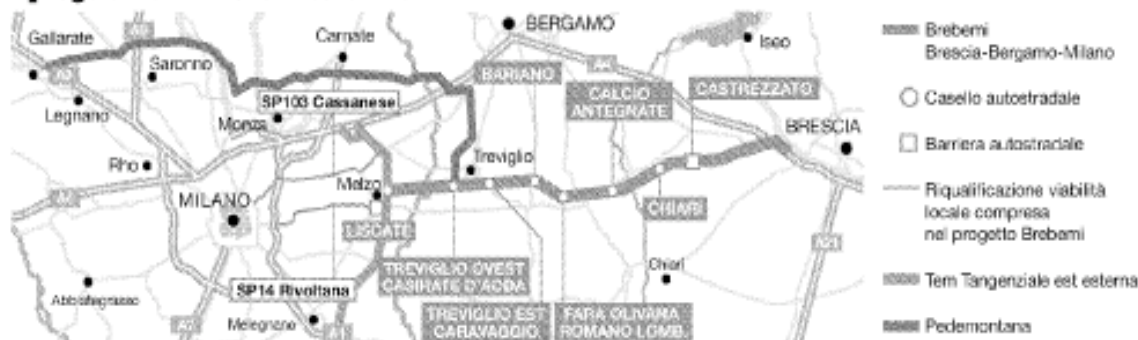 BERGAMO
Gallarate
Carnate
Iseo
Saronno
BARIANO
A4
SP103 Cassanese
CALCIO
ANTEGNATE
CASTREZZATO
Legnano
Monza
BRESCIA
Rho
Treviglio
Melzo
MILANO
CHIARI
LISCATE
A21
TREVIGLIO OVEST
CASIRATE D'ADDA
Chiari
SP14 Rivoltana
Abbiategrasso
TREVIGLIO EST
CARAVAGGIO
FARA OLIVANA
ROMANO LOMB.
Melegnano
A7
A1
Brebemi
Brescia-Bergamo-Milano
Casello autostradale
Barriera autostradale
Riqualificazione viabilità
locale compresa
nel progetto Brebemi
Tem Tangenziale est esterna
Pedemontana